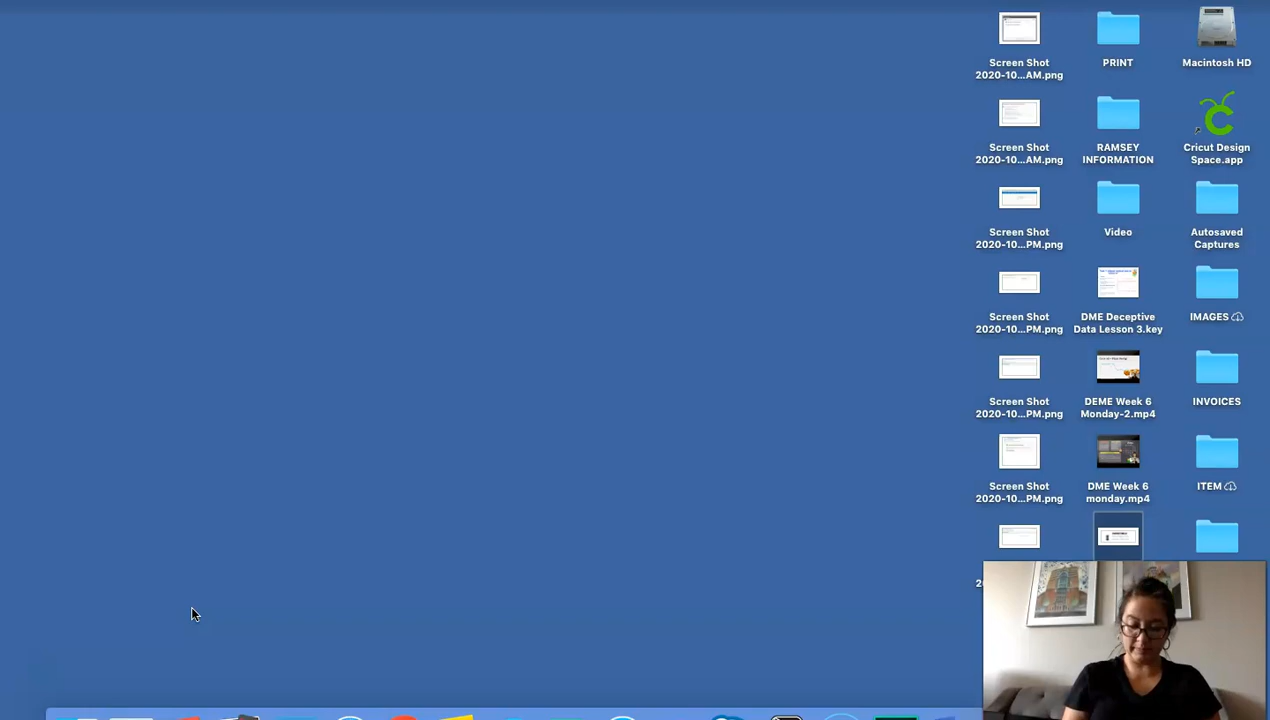 Screen Shot
2020-10...AM.png
PRINT
Macintosh HD
Screen Shot
2020-10...AM.png
RAMSEY
INFORMATION
Cricut Design
Space.app
Screen Shot
2020-10...PM.png
Video
Autosaved
Captures
Screen Shot
2020-10...PM.png
DME Deceptive
Data Lesson 3.key
IMAGES
Screen Shot
2020-10...PM.png
DEME Week 6
Monday-2.mp4
INVOICES
Screen Shot
2020-10...PM.png
DME Week 6
monday.mp4
ITEM